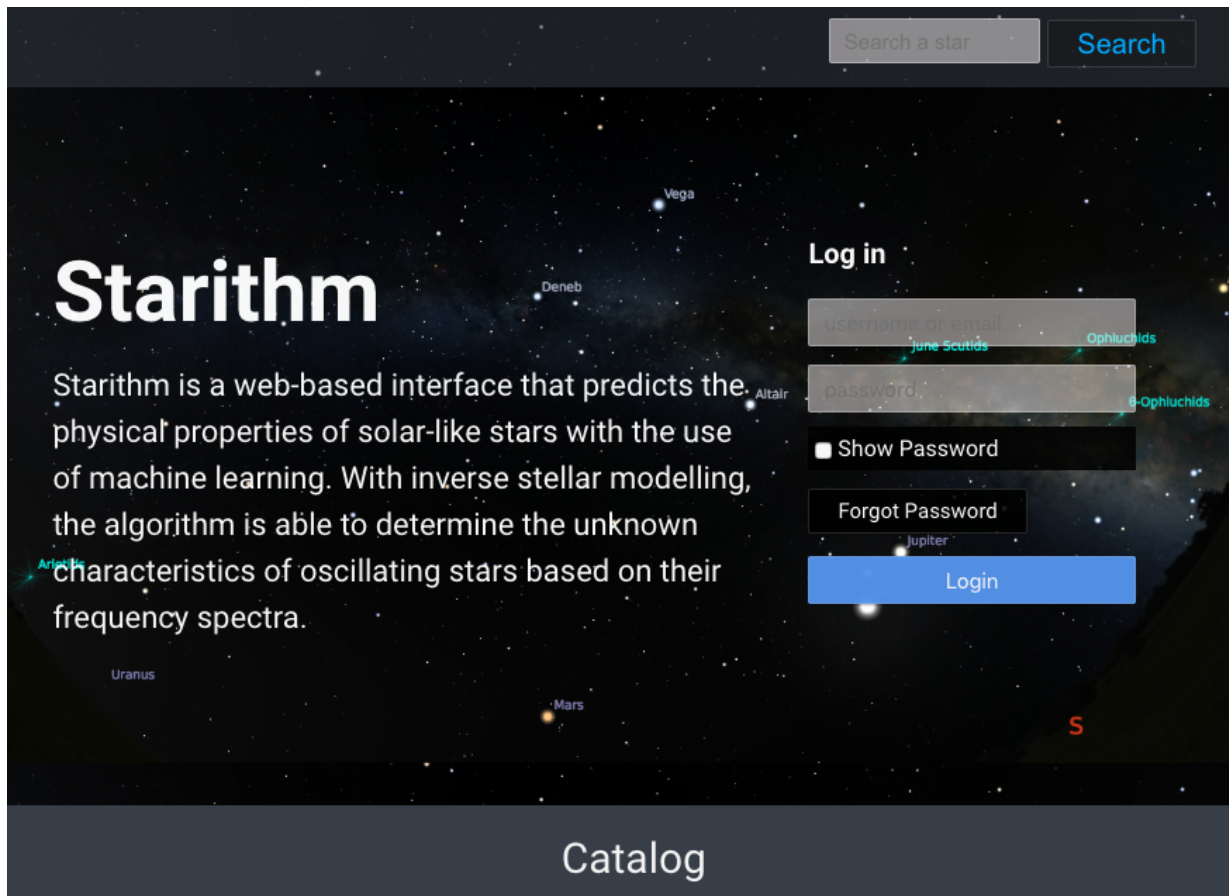 Search a star
Search
Vega
Log in
Starithm
Deneb
username or email
June Scutids
Ophiuchids
Starithm is a web-based interface that predicts the
physical properties of solar-like stars with the use
of machine learning. With inverse stellar modelling,
the algorithm is able to determine the unknown
characteristics of oscillating stars based on their
frequency spectra.
Altair
password
θ-Ophiuchids
Show Password
Forgot Password
Jupiter
Arietids
Login
Uranus
Mars
S
Catalog